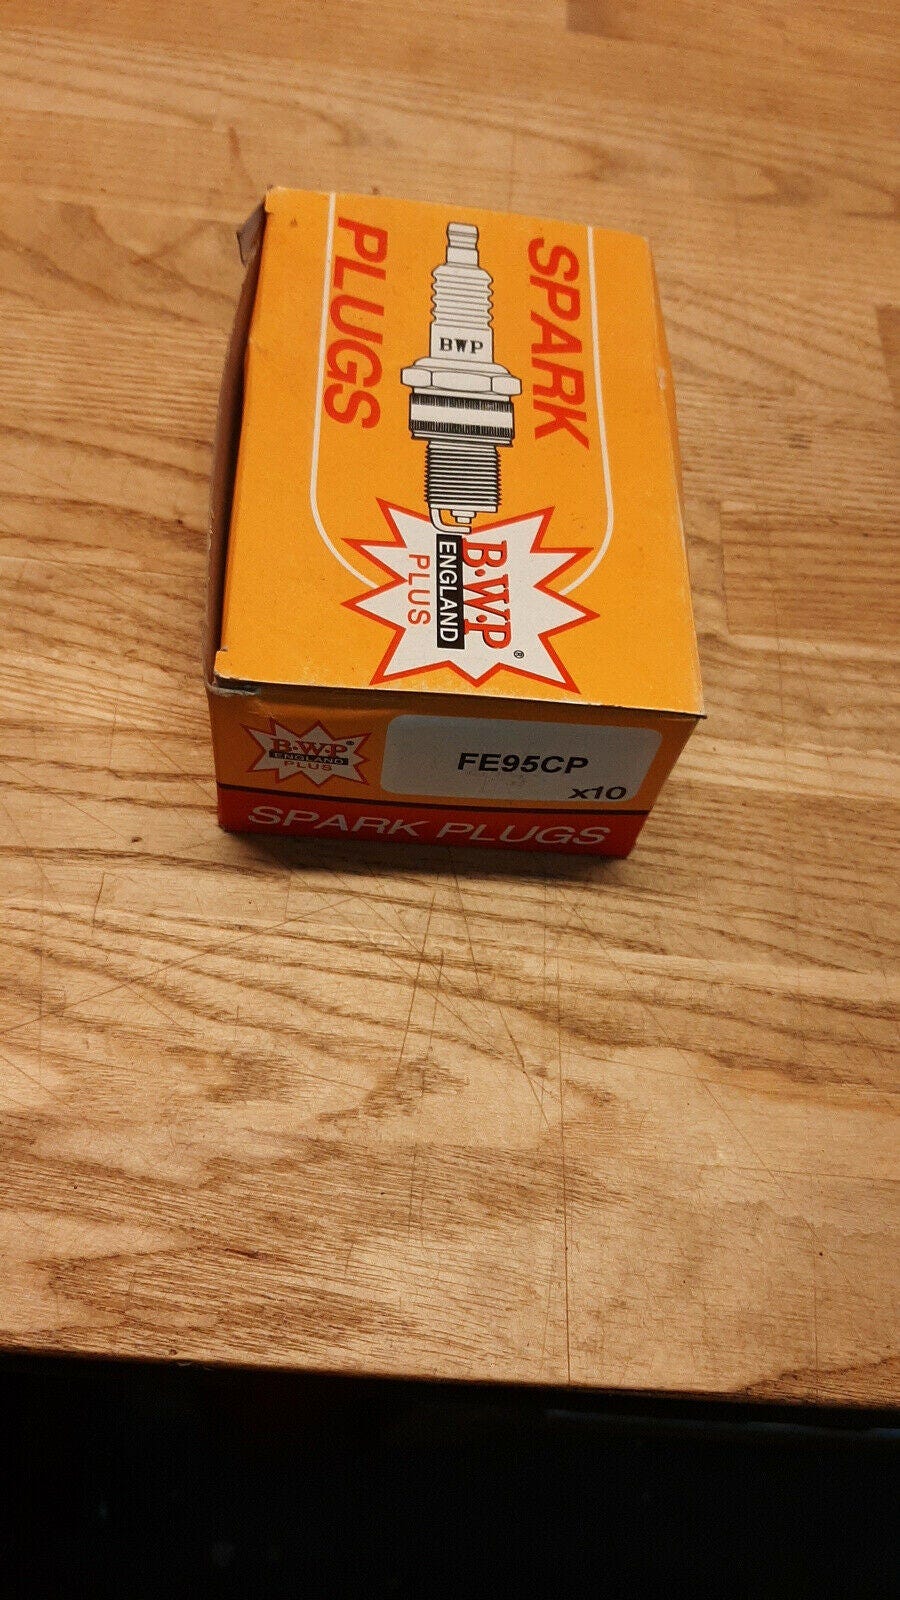 SPARK
PLUGS
BWP
B·W·P®
ENGLAND
PLUS
B·W·P®
ENGLAND
PLUS
FE95CP
x10
SPARK PLUGS